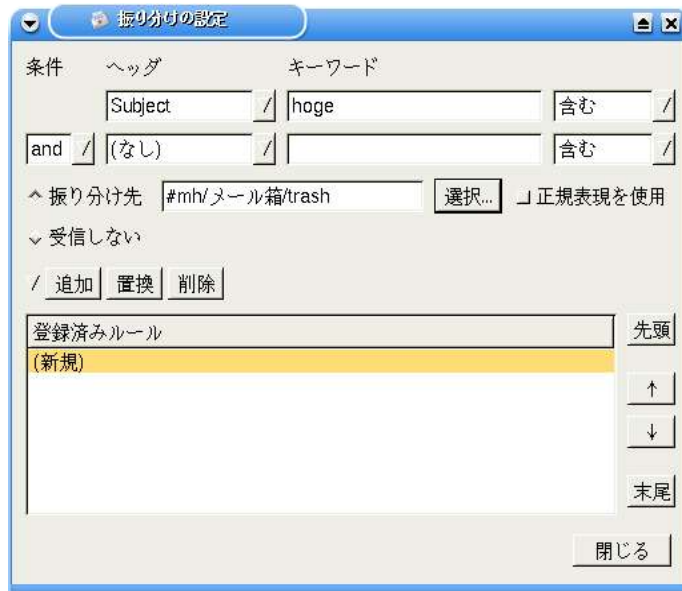 振り分けの設定
条件 ヘッダ キーワード
Subject hoge 含む
and (なし) 含む
振り分け先 #mh/メール箱/trash 選択... 正規表現を使用
受信しない
追加 置換 削除
登録済みルール 先頭
(新規)
↑
↓
末尾
閉じる